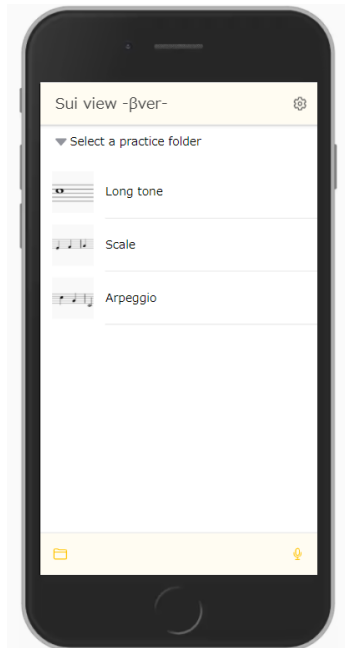 Sui view -βver-
Select a practice folder
Long tone
Scale
Arpeggio